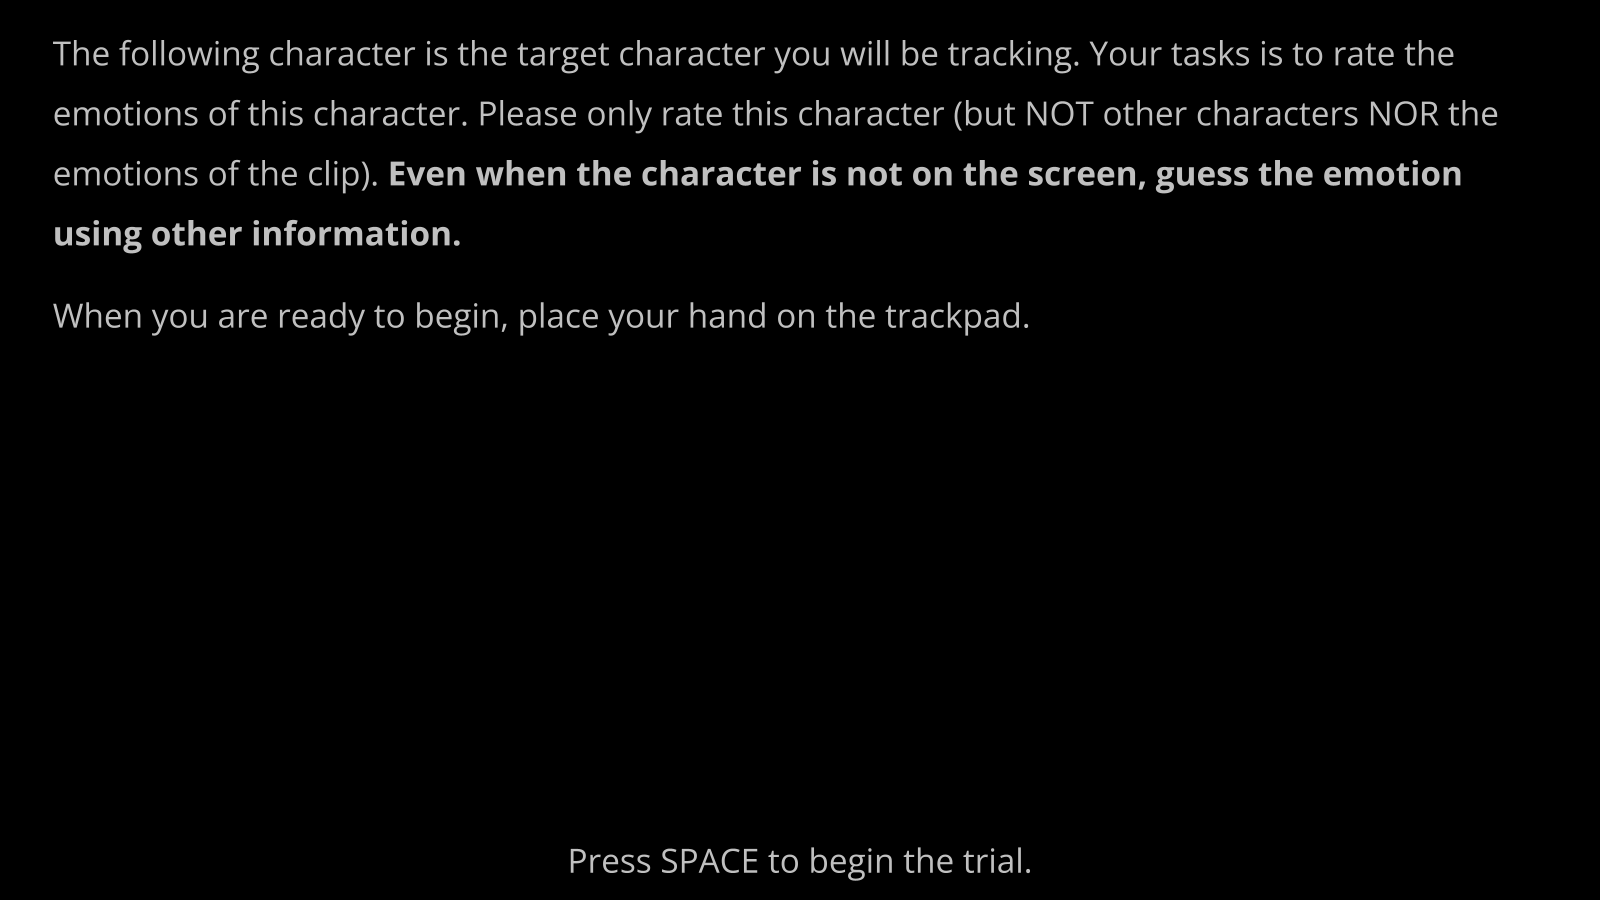 The following character is the target character you will be tracking. Your tasks is to rate the
emotions of this character. Please only rate this character (but NOT other characters NOR the
emotions of the clip). Even when the character is not on the screen, guess the emotion
using other information.
When you are ready to begin, place your hand on the trackpad.
Press SPACE to begin the trial.